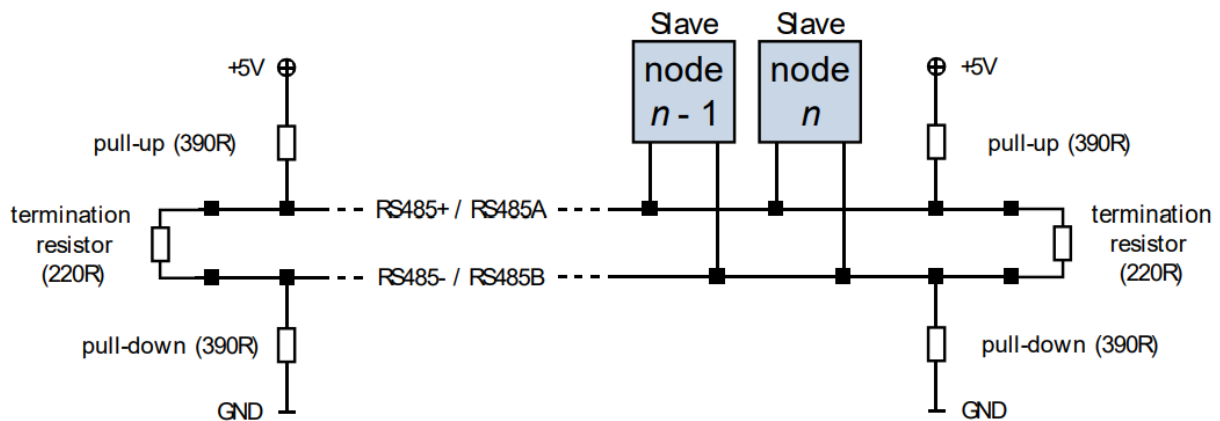 Slave
Slave
node
n - 1
node
n
+5V
+5V
pull-up (390R)
pull-up (390R)
RS485+ / RS485A
termination
resistor
(220R)
termination
resistor
(220R)
RS485- / RS485B
pull-down (390R)
pull-down (390R)
GND
GND